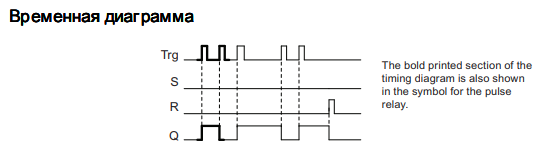 Временная диаграмма
Trg
S
R
Q
The bold printed section of the
timing diagram is also shown
in the symbol for the pulse
relay.